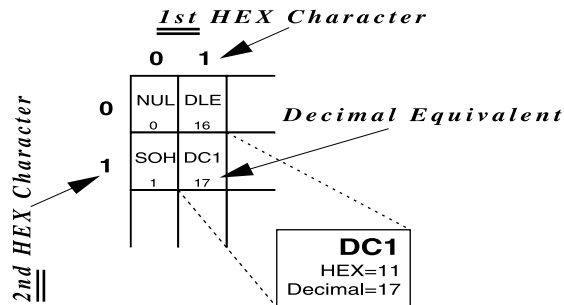 1st HEX Character
0 1
0 NUL DLE
0 16
Decimal Equivalent
1 SOH DC1
1 17
2nd HEX Character
DC1
HEX=11
Decimal=17